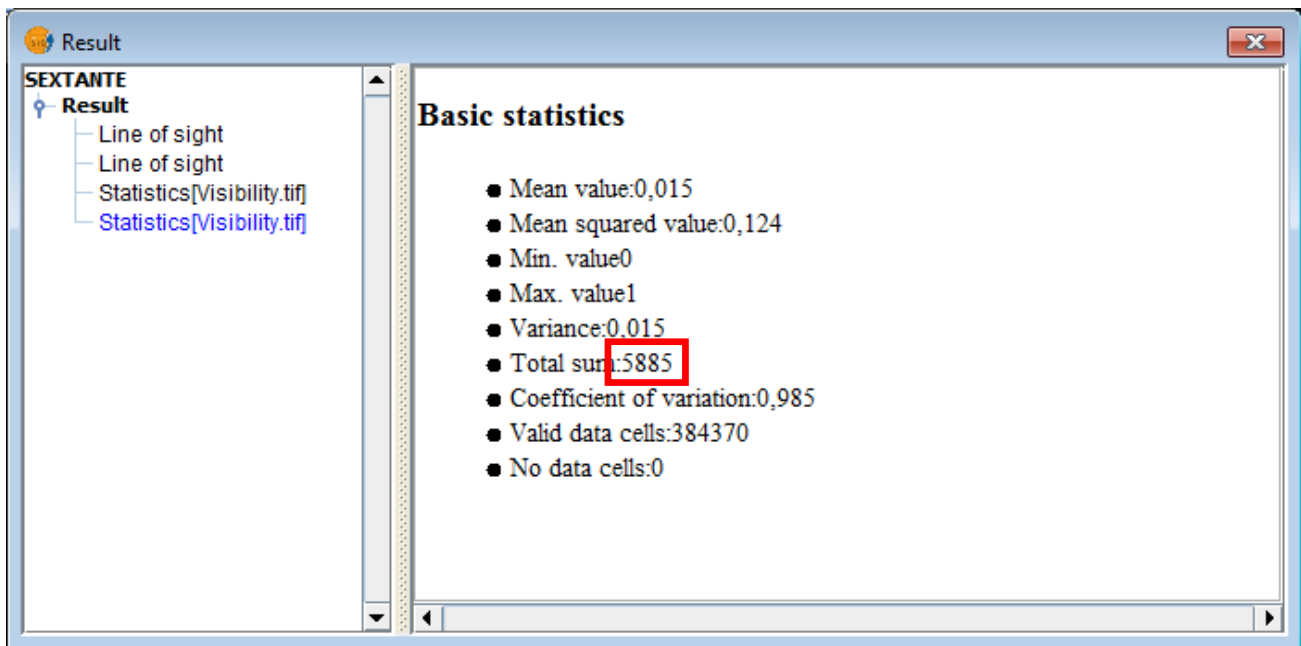 Result
SEXTANTE
Result
Line of sight
Line of sight
Statistics[Visibility.tif]
Statistics[Visibility.tif]
Basic statistics
Mean value:0,015
Mean squared value:0,124
Min. value0
Max. value1
Variance:0,015
Total sum:5885
Coefficient of variation:0,985
Valid data cells:384370
No data cells:0